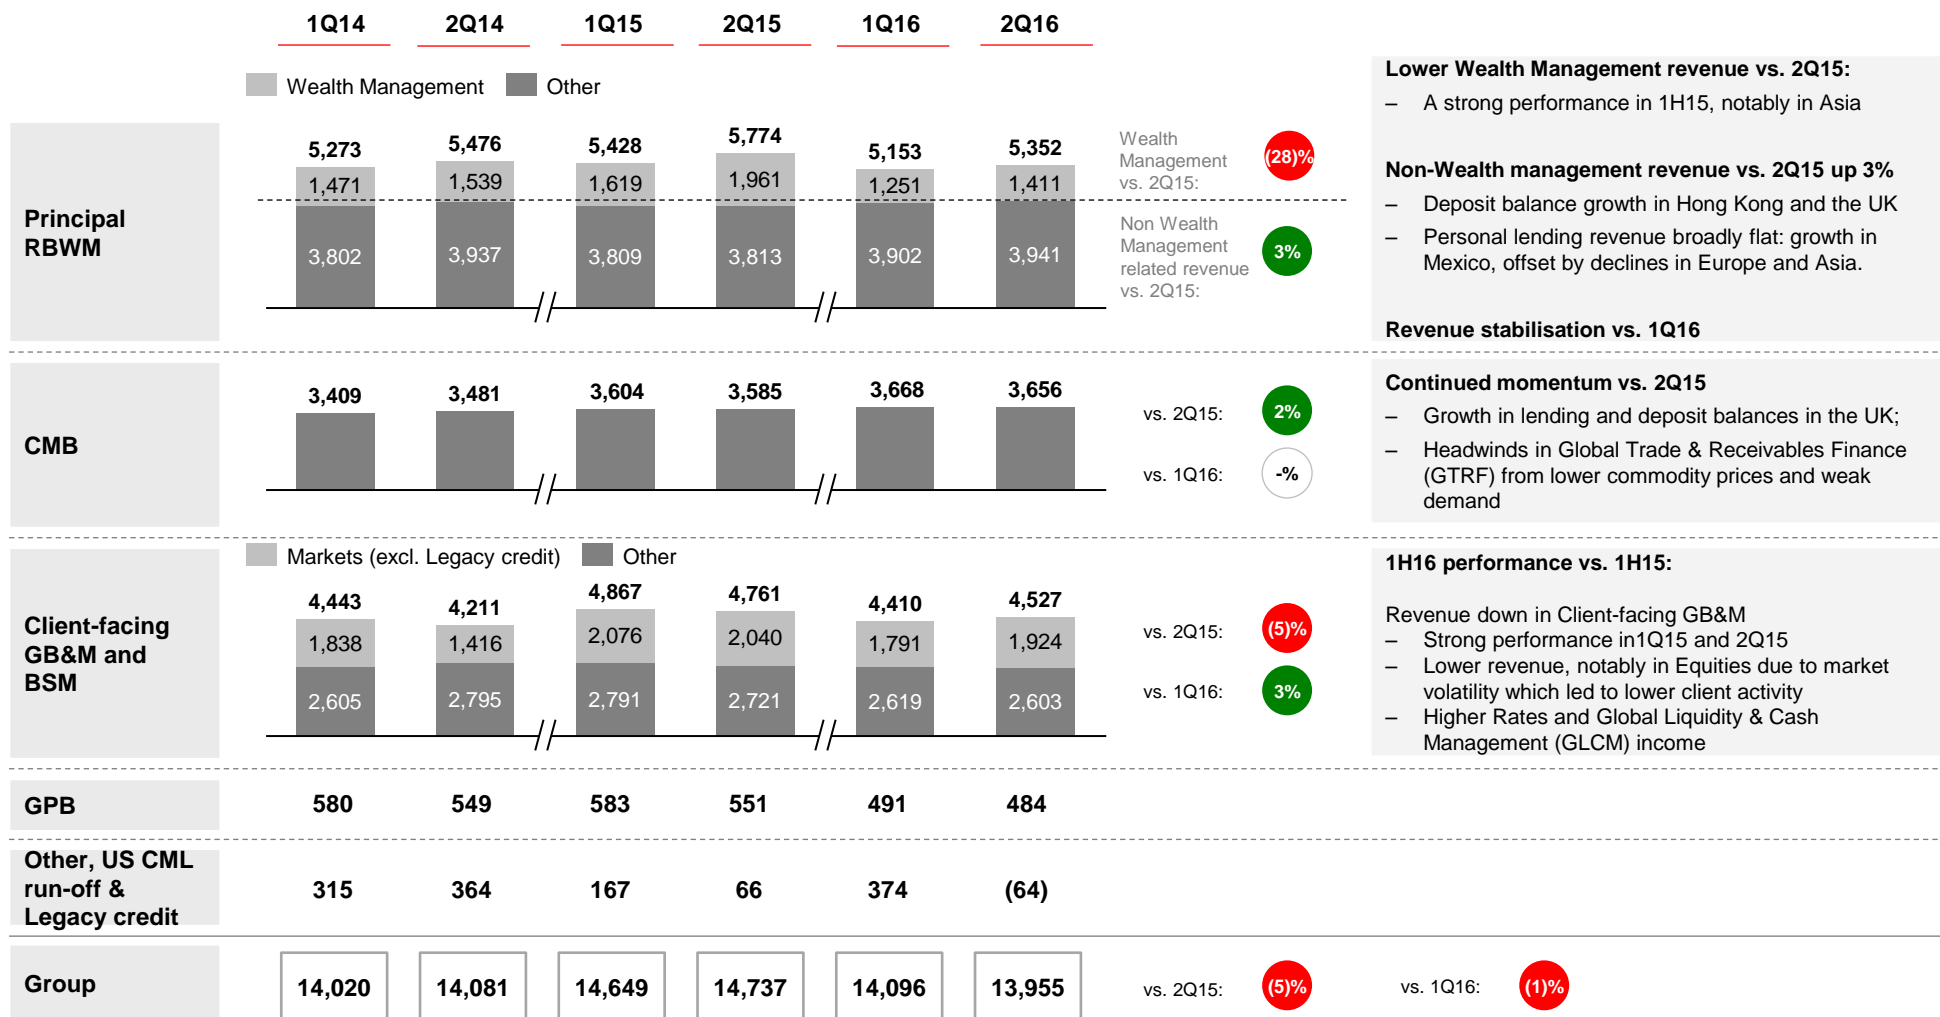 1Q14 2Q14 1Q15 2Q15 1Q16 2Q16
Wealth Management Other
Principal
RBWM
5,273 5,476 5,428 5,774 5,153 5,352
1,471 1,539 1,619 1,961 1,251 1,411
3,802 3,937 3,809 3,813 3,902 3,941
Wealth
Management
vs. 2Q15:
(28)%
Non Wealth
Management
related revenue
vs. 2Q15:
3%
Lower Wealth Management revenue vs. 2Q15:
– A strong performance in 1H15, notably in Asia
Non-Wealth management revenue vs. 2Q15 up 3%
– Deposit balance growth in Hong Kong and the UK
– Personal lending revenue broadly flat: growth in
Mexico, offset by declines in Europe and Asia.
Revenue stabilisation vs. 1Q16
CMB
3,409 3,481 3,604 3,585 3,668 3,656
vs. 2Q15: 2%
vs. 1Q16: -%
Continued momentum vs. 2Q15
– Growth in lending and deposit balances in the UK;
– Headwinds in Global Trade & Receivables Finance
(GTRF) from lower commodity prices and weak
demand
Markets (excl. Legacy credit) Other
Client-facing
GB&M and
BSM
4,443 4,211 4,867 4,761 4,410 4,527
1,838 1,416 2,076 2,040 1,791 1,924
2,605 2,795 2,791 2,721 2,619 2,603
vs. 2Q15: (5)%
vs. 1Q16: 3%
1H16 performance vs. 1H15:
Revenue down in Client-facing GB&M
– Strong performance in1Q15 and 2Q15
– Lower revenue, notably in Equities due to market
volatility which led to lower client activity
– Higher Rates and Global Liquidity & Cash
Management (GLCM) income
GPB 580 549 583 551 491 484
Other, US CML
run-off &
Legacy credit
315 364 167 66 374 (64)
Group 14,020 14,081 14,649 14,737 14,096 13,955
vs. 2Q15: (5)% vs. 1Q16: (1)%